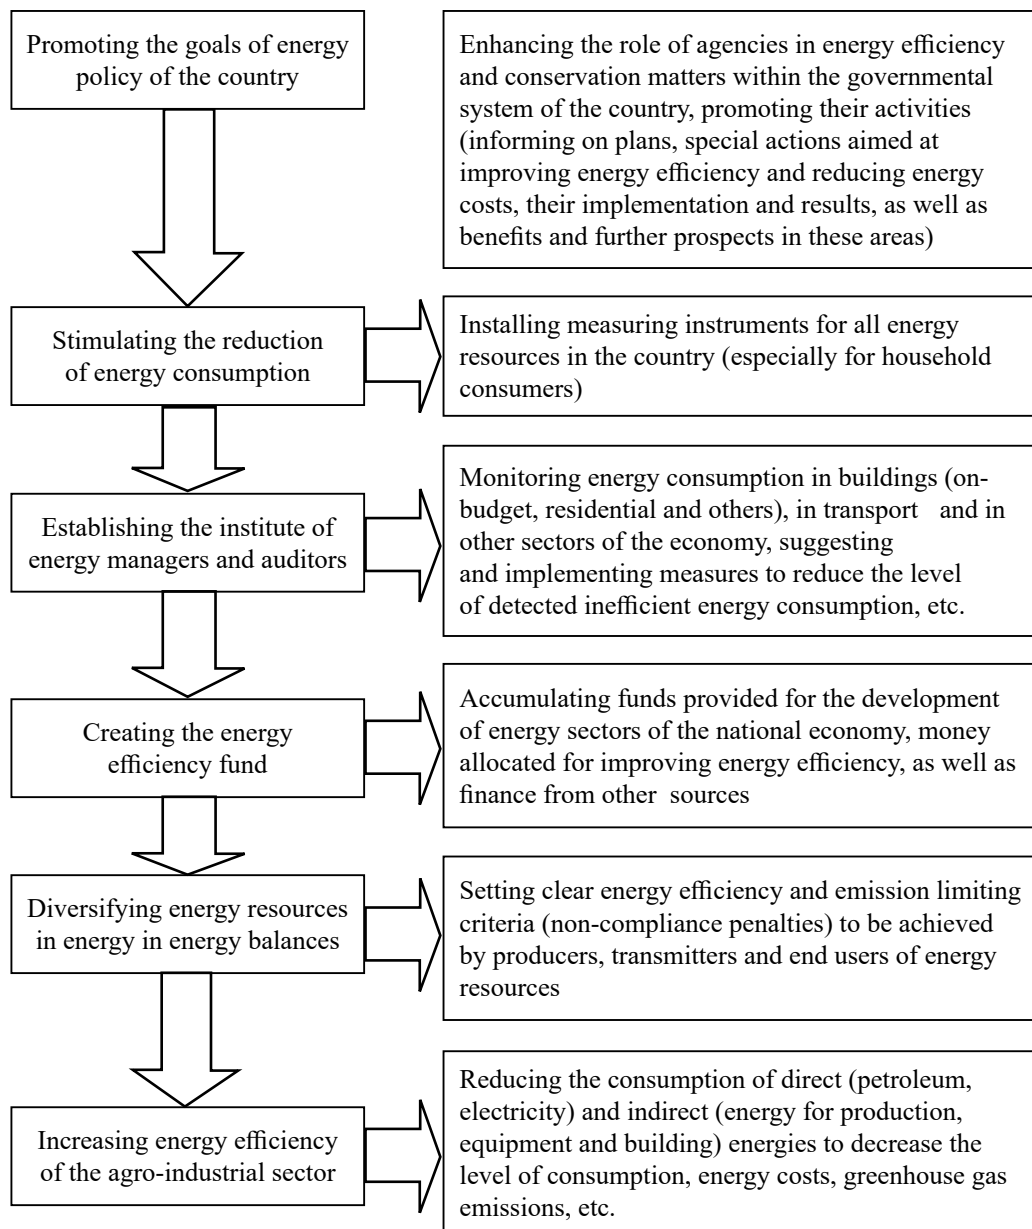 Promoting the goals of energy
policy of the country
Enhancing the role of agencies in energy efficiency
and conservation matters within the governmental
system of the country, promoting their activities
(informing on plans, special actions aimed at
improving energy efficiency and reducing energy
costs, their implementation and results, as well as
benefits and further prospects in these areas)
Stimulating the reduction
of energy consumption
Installing measuring instruments for all energy
resources in the country (especially for household
consumers)
Establishing the institute of
energy managers and auditors
Monitoring energy consumption in buildings (on-
budget, residential and others), in transport and in
other sectors of the economy, suggesting
and implementing measures to reduce the level
of detected inefficient energy consumption, etc.
Creating the energy
efficiency fund
Accumulating funds provided for the development
of energy sectors of the national economy, money
allocated for improving energy efficiency, as well as
finance from other sources
Diversifying energy resources
in energy in energy balances
Setting clear energy efficiency and emission limiting
criteria (non-compliance penalties) to be achieved
by producers, transmitters and end users of energy
resources
Increasing energy efficiency
of the agro-industrial sector
Reducing the consumption of direct (petroleum,
electricity) and indirect (energy for production,
equipment and building) energies to decrease the
level of consumption, energy costs, greenhouse gas
emissions, etc.